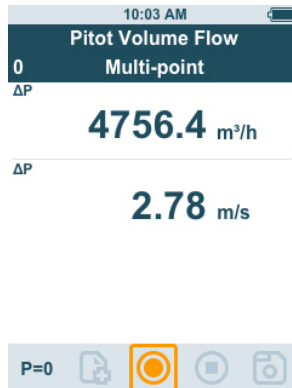 10:03 AM
Pitot Volume Flow
0 Multi-point
ΔP
4756.4 m³/h
ΔP
2.78 m/s
P=0